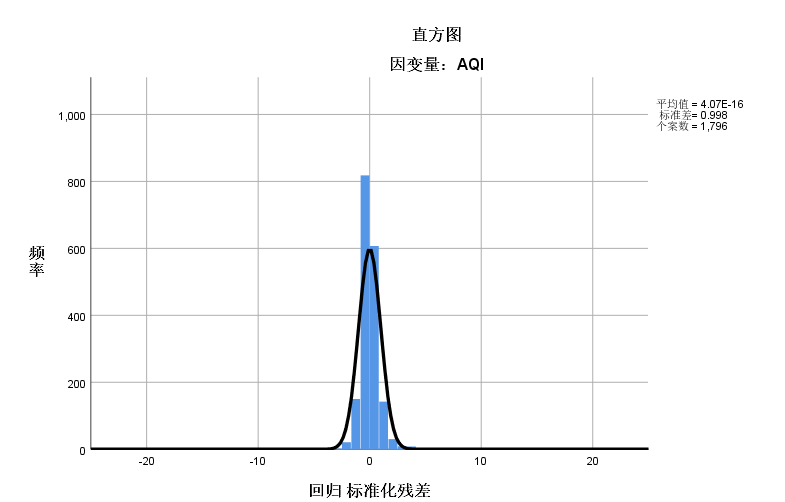 直方图
因变量：AQI
平均值 = 4.07E-16
标准差= 0.998
个案数 = 1,796
频率
1,000
800
600
400
200
0
-20
-10
0
10
20
回归 标准化残差